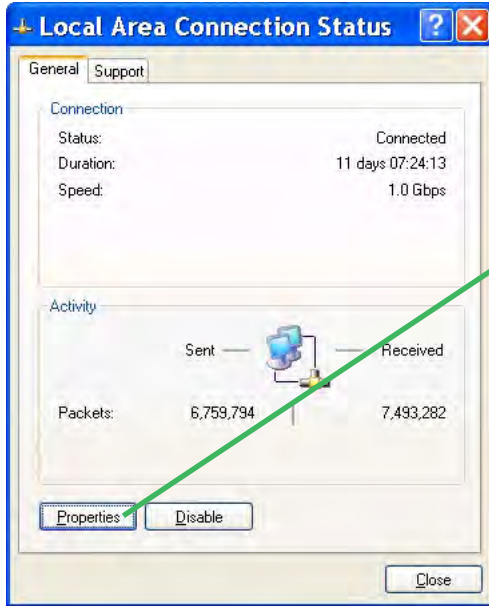 Local Area Connection Status
General Support
Connection
Status: Connected
Duration: 11 days 07:24:13
Speed: 1.0 Gbps
Activity
Sent — Received
Packets: 6,759,794 7,493,282
Properties Disable
Close